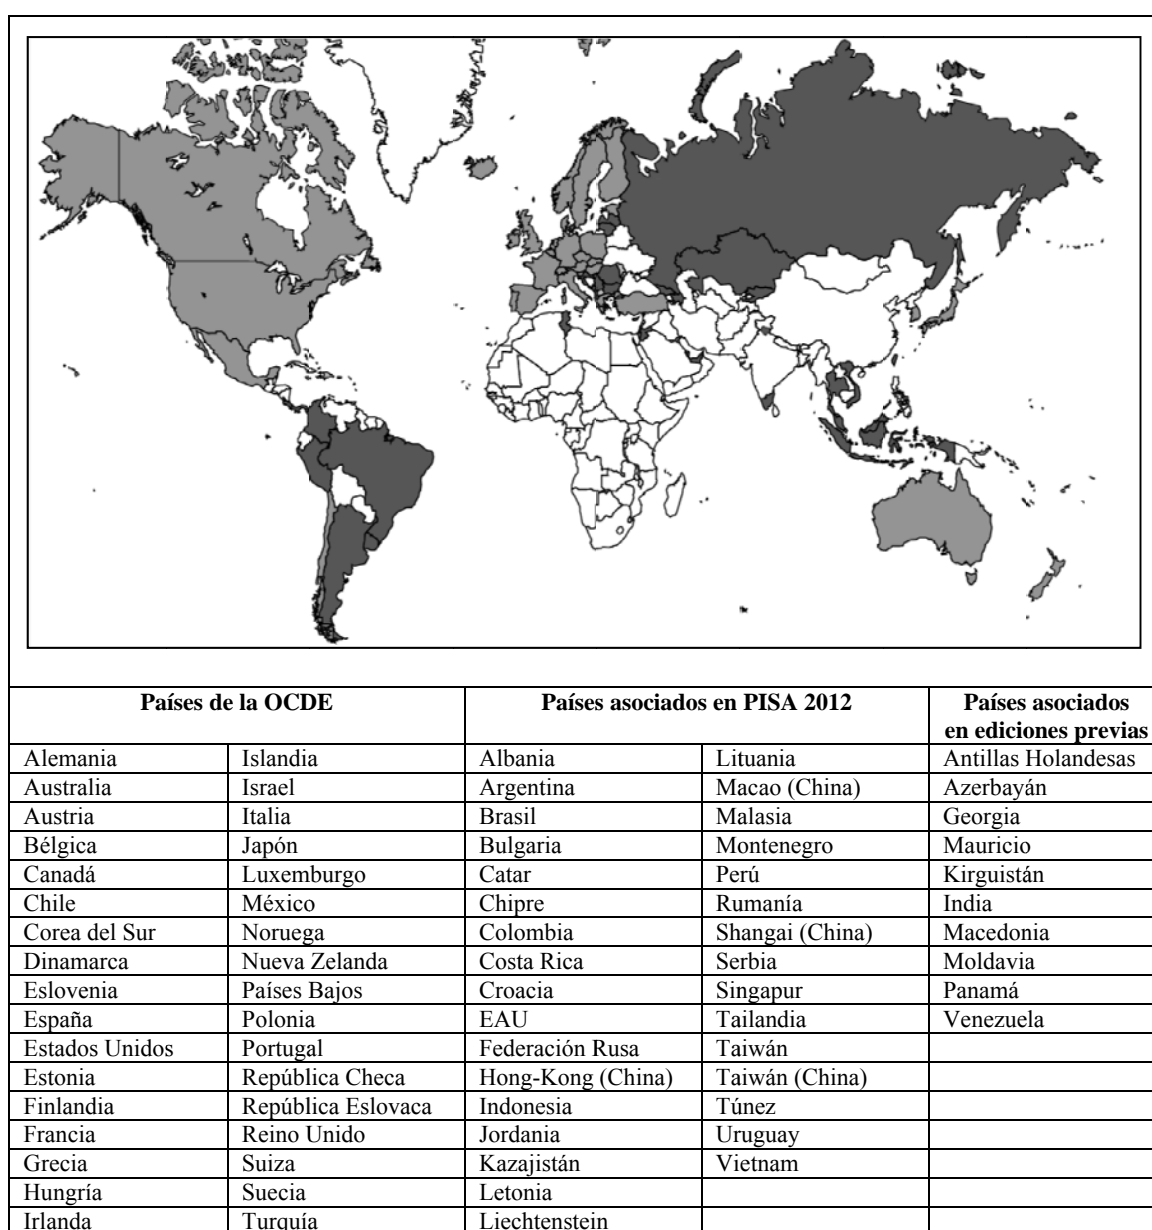 Países de la OCDE Países asociados en PISA 2012 Países asociados
en ediciones previas
Alemania Islandia Albania Lituania Antillas Holandesas
Australia Israel Argentina Macao (China) Azerbayán
Austria Italia Brasil Malasia Georgia
Bélgica Japón Bulgaria Montenegro Mauricio
Canadá Luxemburgo Catar Perú Kirguistán
Chile México Chipre Rumanía India
Corea del Sur Noruega Colombia Shangai (China) Macedonia
Dinamarca Nueva Zelanda Costa Rica Serbia Moldavia
Eslovenia Países Bajos Croacia Singapur Panamá
España Polonia EAU Tailandia Venezuela
Estados Unidos Portugal Federación Rusa Taiwán
Estonia República Checa Hong-Kong (China) Taiwán (China)
Finlandia República Eslovaca Indonesia Túnez
Francia Reino Unido Jordania Uruguay
Grecia Suiza Kazajistán Vietnam
Hungría Suecia Letonia
Irlanda Turquía Liechtenstein